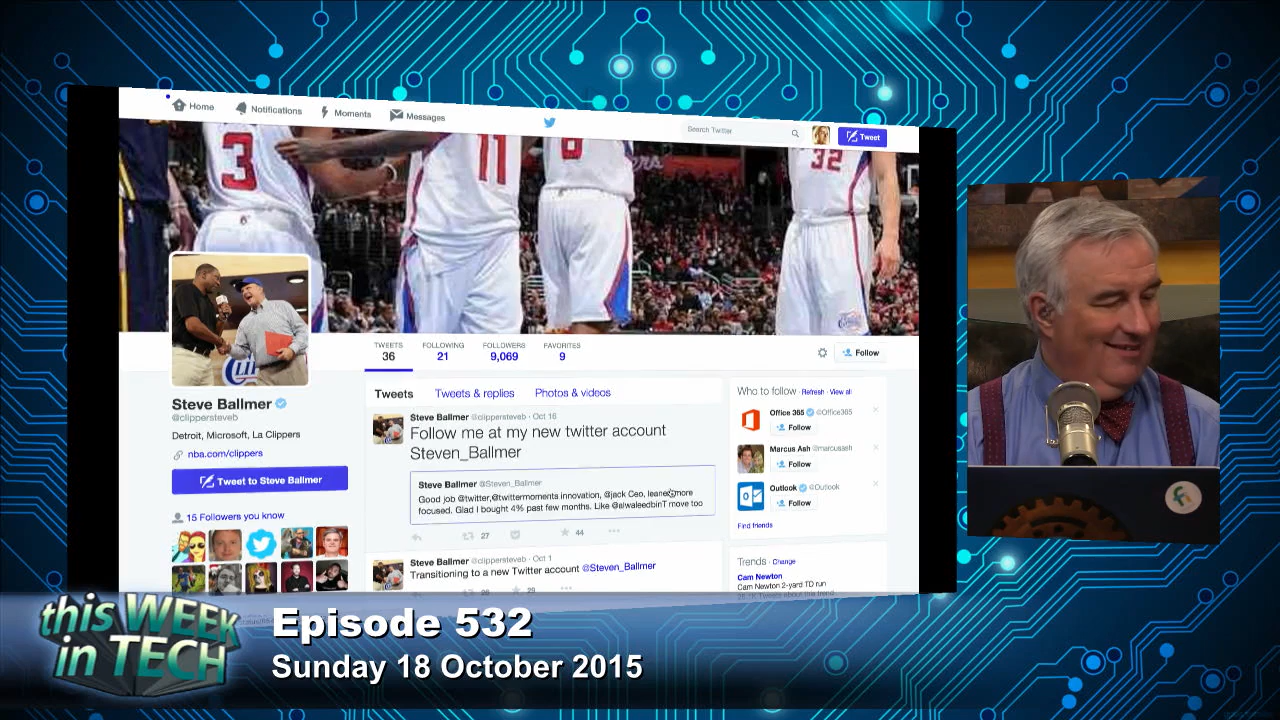 Home
Notifications
Moments
Messages
Search Twitter
Tweet
3
11
8
32
TWEETS
36
FOLLOWING
21
FOLLOWERS
9,069
FAVORITES
9
Follow
Steve Ballmer
@clippersteveb
Detroit, Microsoft, La Clippers
nba.com/clippers
Tweet to Steve Ballmer
15 Followers you know
Tweets
Tweets & replies
Photos & videos
Steve Ballmer @clippersteveb · Oct 16
Follow me at my new twitter account
Steven_Ballmer
Steve Ballmer @Steven_Ballmer
Good job @twitter,@twittermoments innovation, @jack Ceo, leaner, more
focused. Glad I bought 4% past few months. Like @alwaleedbinT move too
27
44
Steve Ballmer @clippersteveb · Oct 1
Transitioning to a new Twitter account @Steven_Ballmer
Who to follow · Refresh · View all
Office 365 @Office365
Follow
Marcus Ash @marcusash
Follow
Outlook @Outlook
Follow
Find friends
Trends · Change
Cam Newton
Cam Newton 2-yard TD run
this WEEK
in TECH
Episode 532
Sunday 18 October 2015